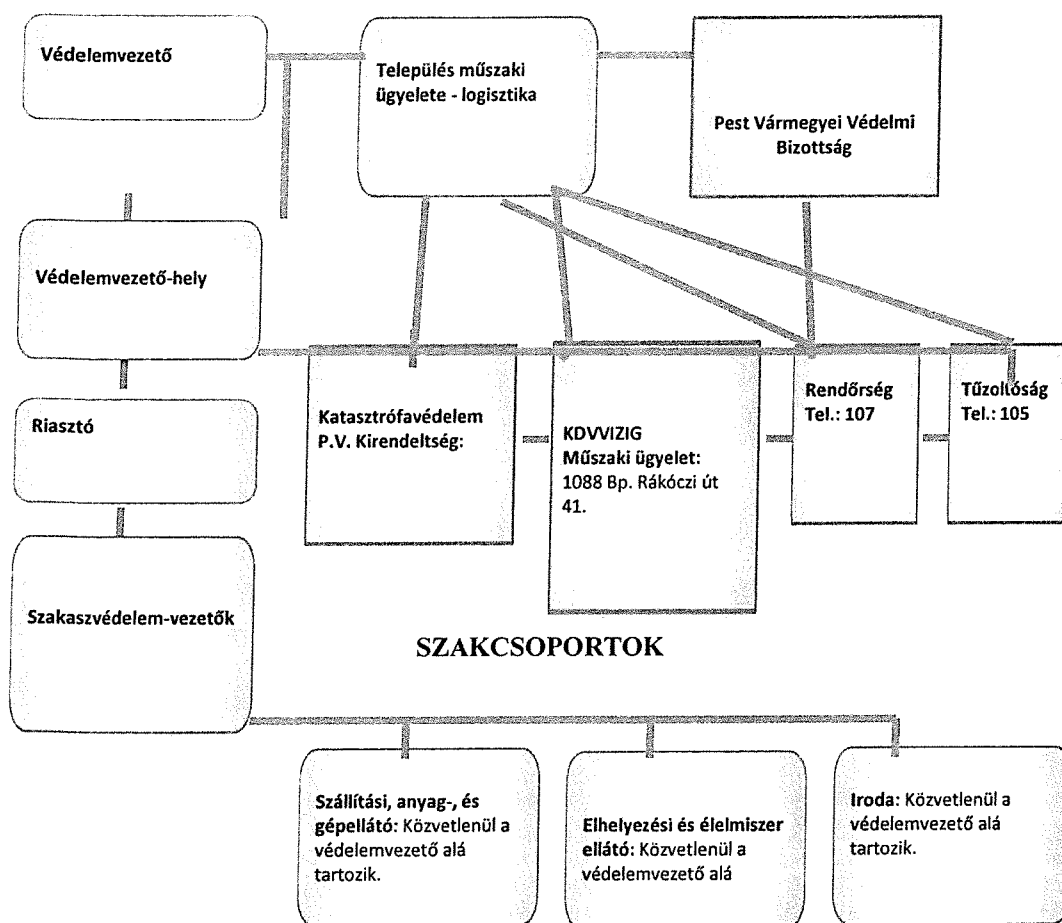 Védelemvezető
Település műszaki
ügyelete - logisztika
Pest Vármegyei Védelmi
Bizottság
Védelemvezető-hely
Riasztó
Katasztrófavédelem
P.V. Kirendeltség:
KDVVIZIG
Műszaki ügyelet:
1088 Bp. Rákóczi út
41.
Rendőrség
Tel.: 107
Tűzoltóság
Tel.: 105
Szakaszvédelem-vezetők
SZAKCSOPORTOK
Szállítási, anyag-, és
gépellátó: Közvetlenül a
védelemvezető alá
tartozik.
Elhelyezési és élelmiszer
ellátó: Közvetlenül a
védelemvezető alá
Iroda: Közvetlenül a
védelemvezető alá
tartozik.